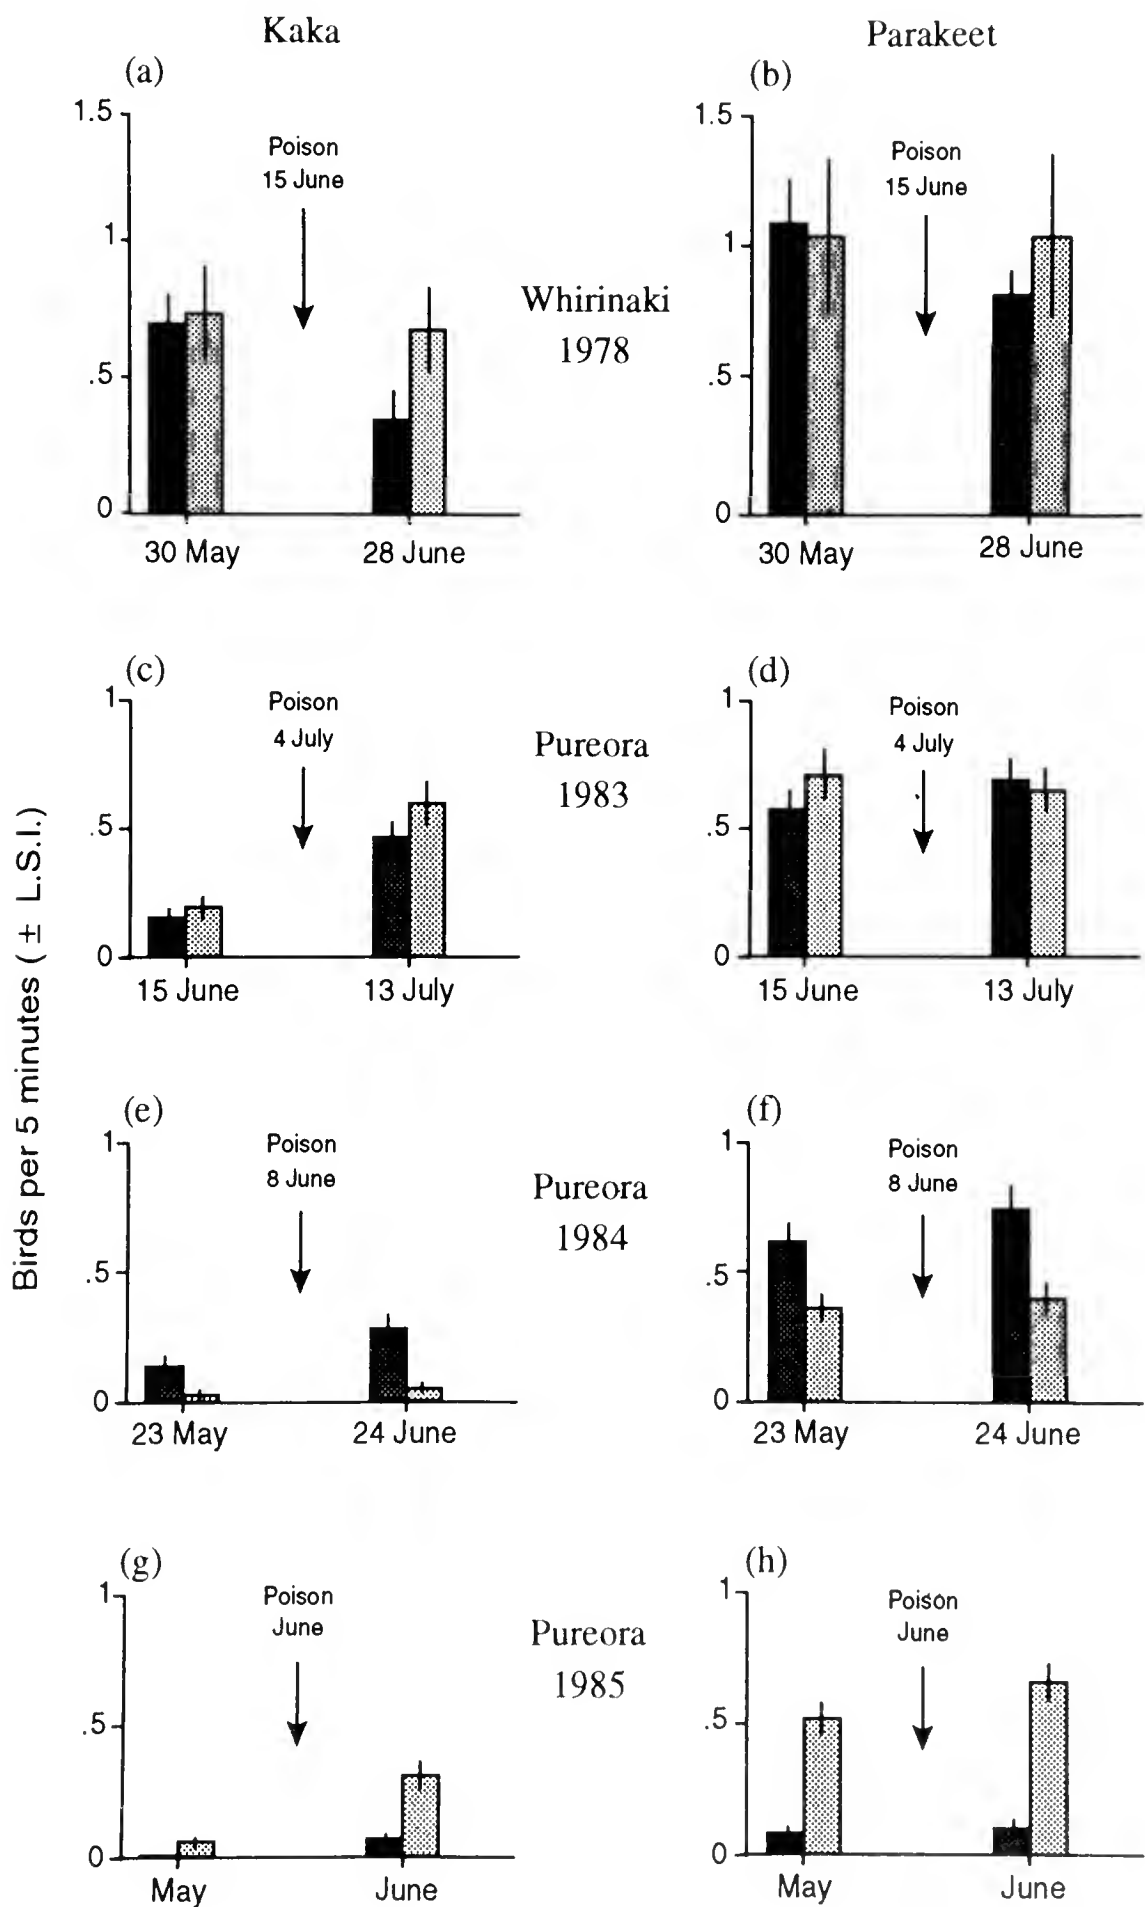 Kaka
Parakeet
(a)
(b)
1.5
1
.5
0
Poison
15 June
30 May
28 June
Whirinaki
1978
1.5
1
.5
0
Poison
15 June
30 May
28 June
(c)
(d)
1
.5
0
Poison
4 July
15 June
13 July
Pureora
1983
1
.5
0
Poison
4 July
15 June
13 July
Birds per 5 minutes ( ± L.S.I.)
(e)
(f)
1
.5
0
Poison
8 June
23 May
24 June
Pureora
1984
1
.5
0
Poison
8 June
23 May
24 June
(g)
(h)
1
.5
0
Poison
June
May
June
Pureora
1985
1
.5
0
Poison
June
May
June